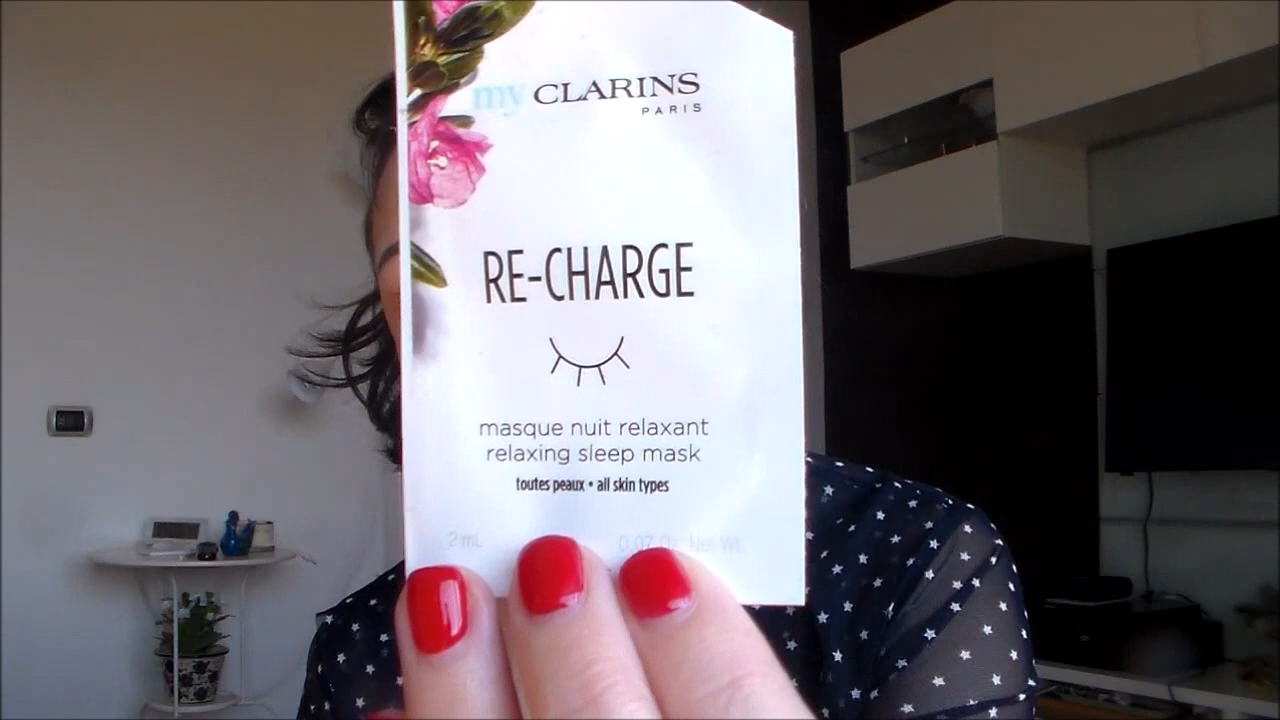 my CLARINS
PARIS
RE-CHARGE
masque nuit relaxant
relaxing sleep mask
toutes peaux • all skin types
2 mL 0.07 Oz. Net Wt.